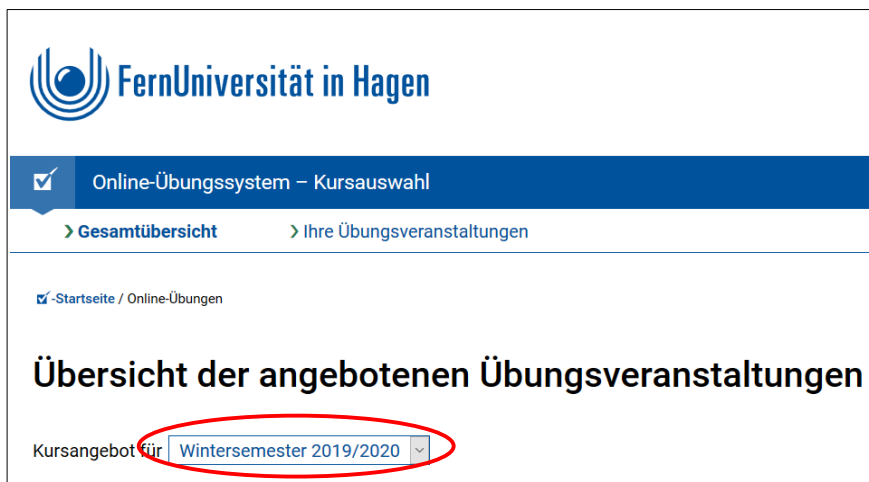 FernUniversität in Hagen
Online-Übungssystem – Kursauswahl
Gesamtübersicht Ihre Übungsveranstaltungen
-Startseite / Online-Übungen
Übersicht der angebotenen Übungsveranstaltungen
Kursangebot für Wintersemester 2019/2020